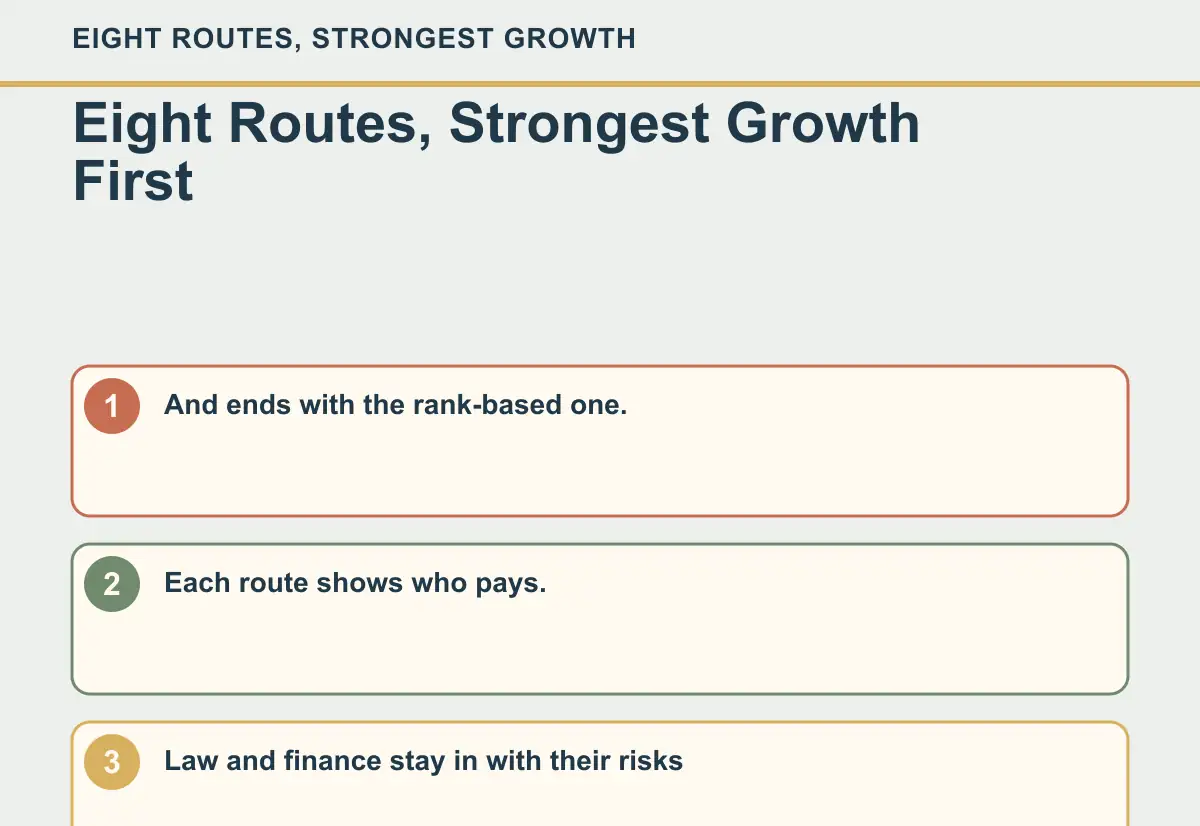 EIGHT ROUTES, STRONGEST GROWTH
Eight Routes, Strongest Growth
First
1
And ends with the rank-based one.
2
Each route shows who pays.
3
Law and finance stay in with their risks